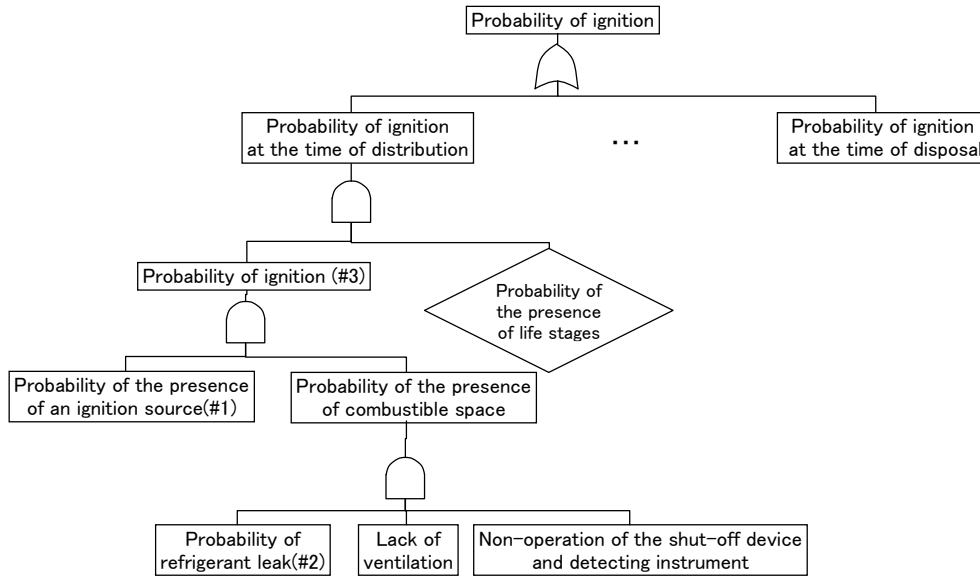 Probability of ignition
Probability of ignition
at the time of distribution
...
Probability of ignition
at the time of disposal
Probability of ignition (#3)
Probability of
the presence
of life stages
Probability of the presence
of an ignition source(#1)
Probability of the presence
of combustible space
Probability of
refrigerant leak(#2)
Lack of
ventilation
Non-operation of the shut-off device
and detecting instrument